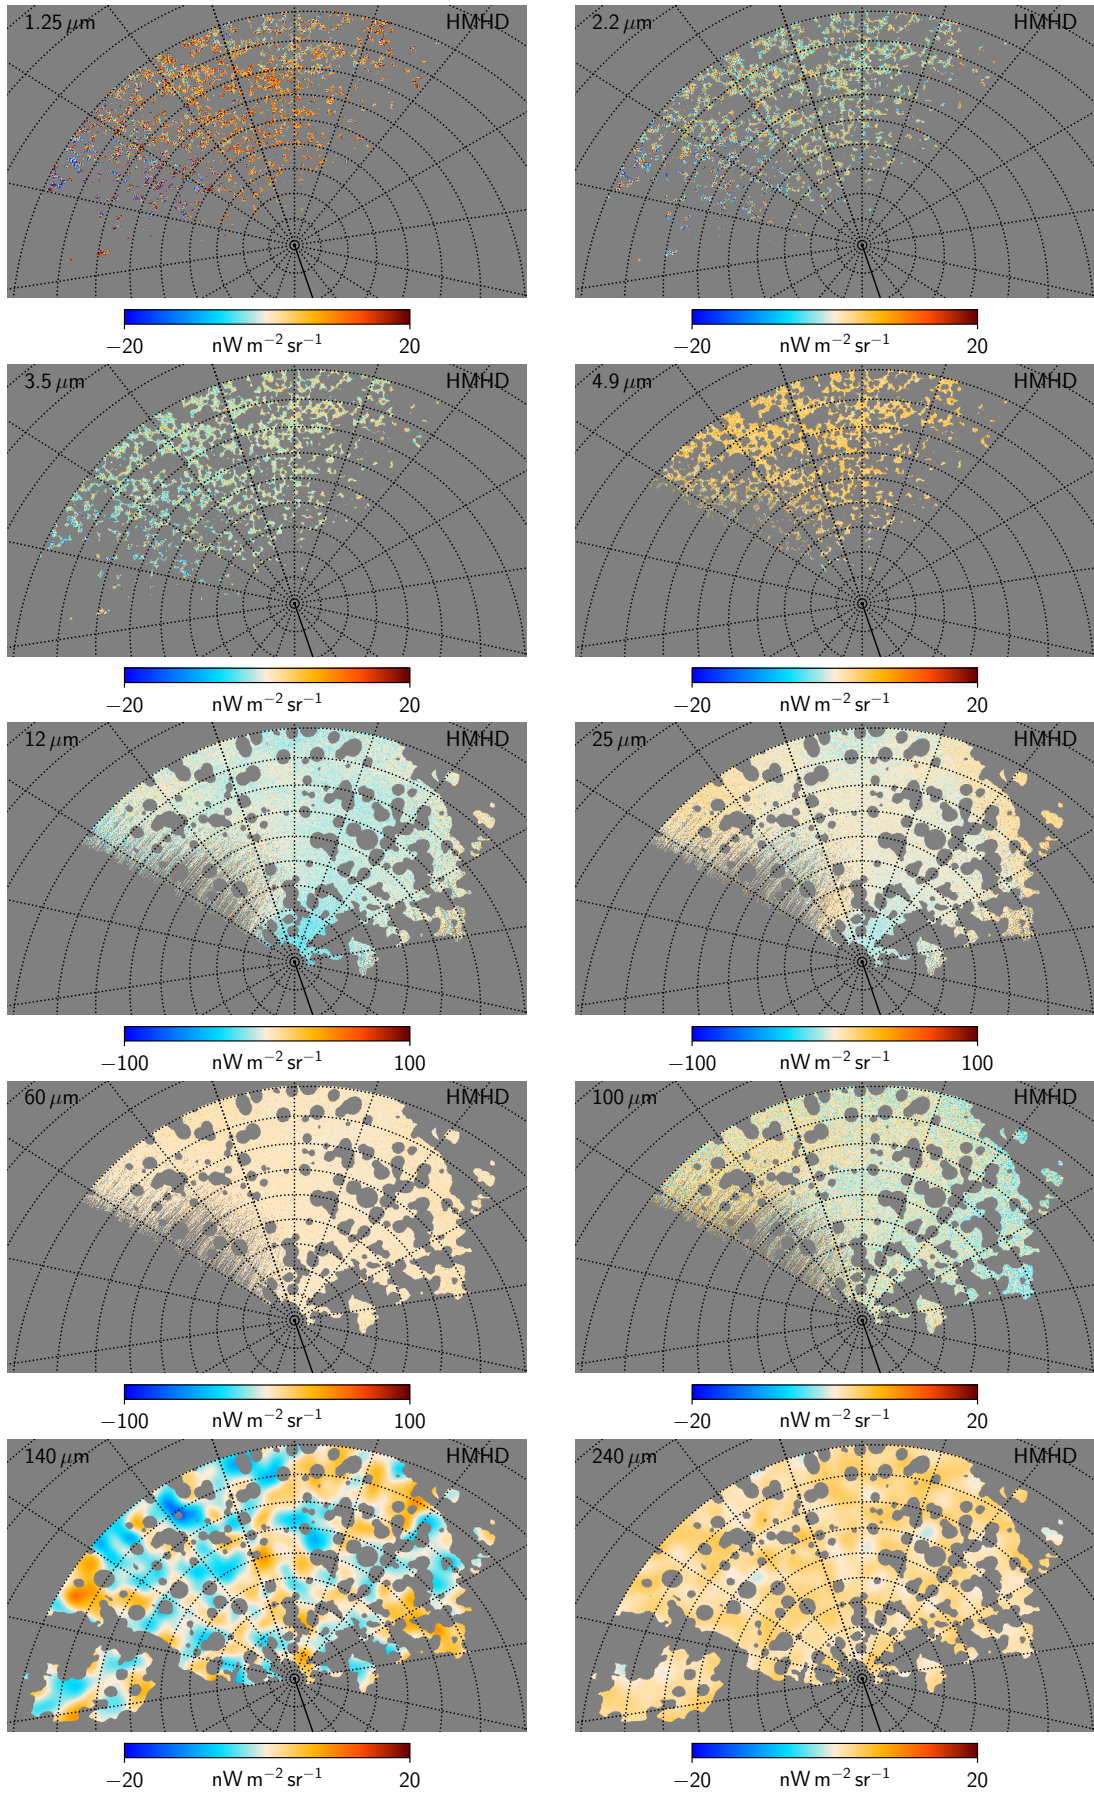 1.25 μm HMHD
2.2 μm HMHD
−20 nW m⁻² sr⁻¹ 20
−20 nW m⁻² sr⁻¹ 20
3.5 μm HMHD
4.9 μm HMHD
−20 nW m⁻² sr⁻¹ 20
−20 nW m⁻² sr⁻¹ 20
12 μm HMHD
25 μm HMHD
−100 nW m⁻² sr⁻¹ 100
−100 nW m⁻² sr⁻¹ 100
60 μm HMHD
100 μm HMHD
−100 nW m⁻² sr⁻¹ 100
−20 nW m⁻² sr⁻¹ 20
140 μm HMHD
240 μm HMHD
−20 nW m⁻² sr⁻¹ 20
−20 nW m⁻² sr⁻¹ 20